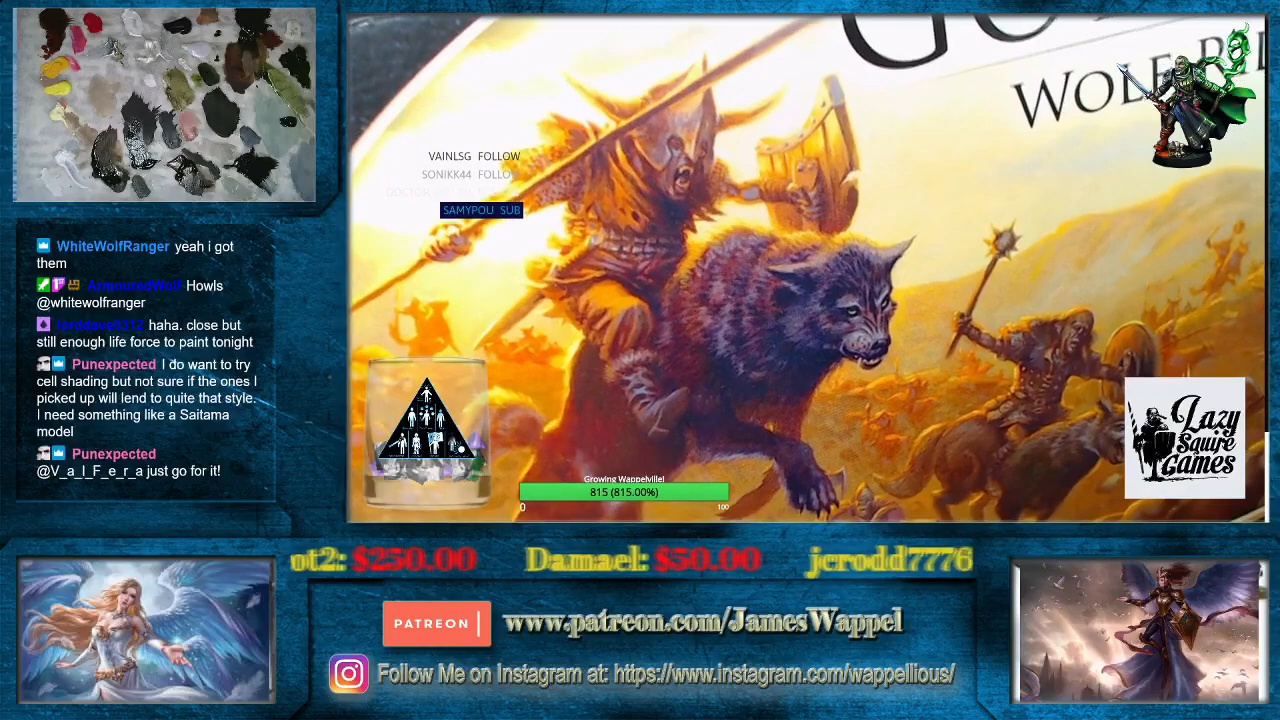 WhiteWolfRanger yeah i got
them
ArmouredWolf Howls
@whitewolfranger
lorddave6312 haha. close but
still enough life force to paint tonight
Punexpected I do want to try
cell shading but not sure if the ones I
picked up will lend to quite that style.
I need something like a Saitama
model
Punexpected
@V_a_l_F_e_r_a just go for it!
VAINLSG FOLLOW
SONIKK44 FOLLOW
SAMYPOU SUB
WOLF
Lazy
Squire
Games
Growing Wappelville!
815 (815.00%)
0 100
ot2: $250.00 Damael: $50.00 jcrodd7776
PATREON www.patreon.com/JamesWappel
Follow Me on Instagram at: https://www.instagram.com/wappellious/